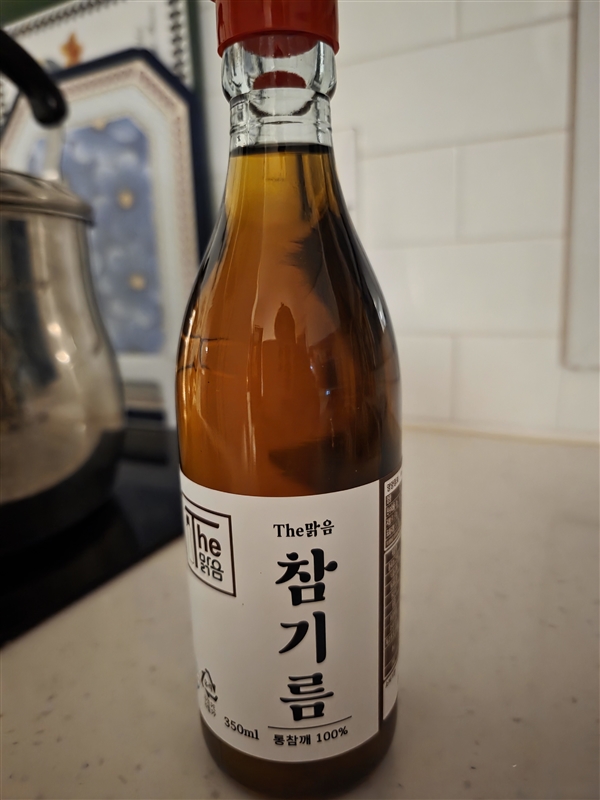 The
맑음
The맑음
참기름
350ml
통참깨 100%